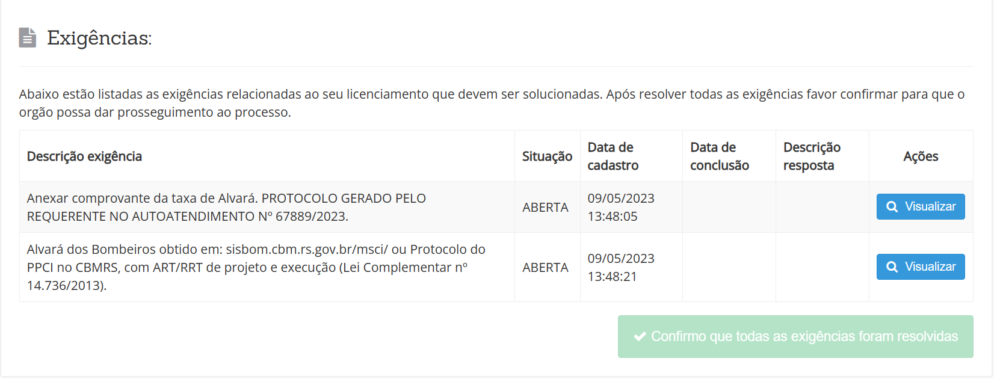 Exigências:
Abaixo estão listadas as exigências relacionadas ao seu licenciamento que devem ser solucionadas. Após resolver todas as exigências favor confirmar para que o
orgão possa dar prosseguimento ao processo.
Descrição exigência
Situação
Data de
cadastro
Data de
conclusão
Descrição
resposta
Ações
Anexar comprovante da taxa de Alvará. PROTOCOLO GERADO PELO
REQUERENTE NO AUTOATENDIMENTO Nº 67889/2023.
ABERTA
09/05/2023
13:48:05
Visualizar
Alvará dos Bombeiros obtido em: sisbom.cbm.rs.gov.br/msci/ ou Protocolo do
PPCI no CBMRS, com ART/RRT de projeto e execução (Lei Complementar nº
14.736/2013).
ABERTA
09/05/2023
13:48:21
Visualizar
Confirmo que todas as exigências foram resolvidas